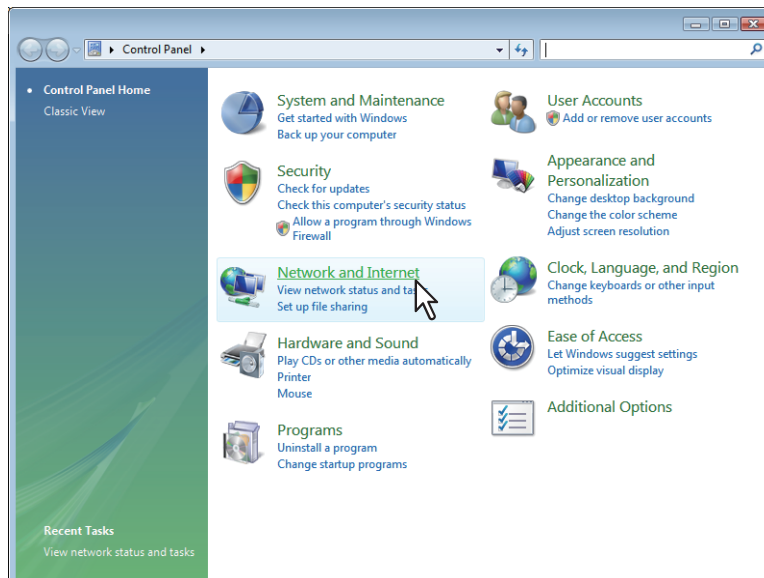 Control Panel
Control Panel Home
Classic View
System and Maintenance
Get started with Windows
Back up your computer
Security
Check for updates
Check this computer's security status
Allow a program through Windows
Firewall
Network and Internet
View network status and
Set up file sharing
Hardware and Sound
Play CDs or other media automatically
Printer
Mouse
Programs
Uninstall a program
Change startup programs
User Accounts
Add or remove user accounts
Appearance and
Personalization
Change desktop background
Change the color scheme
Adjust screen resolution
Clock, Language, and Region
Change keyboards or other input
methods
Ease of Access
Let Windows suggest settings
Optimize visual display
Additional Options
Recent Tasks
View network status and tasks